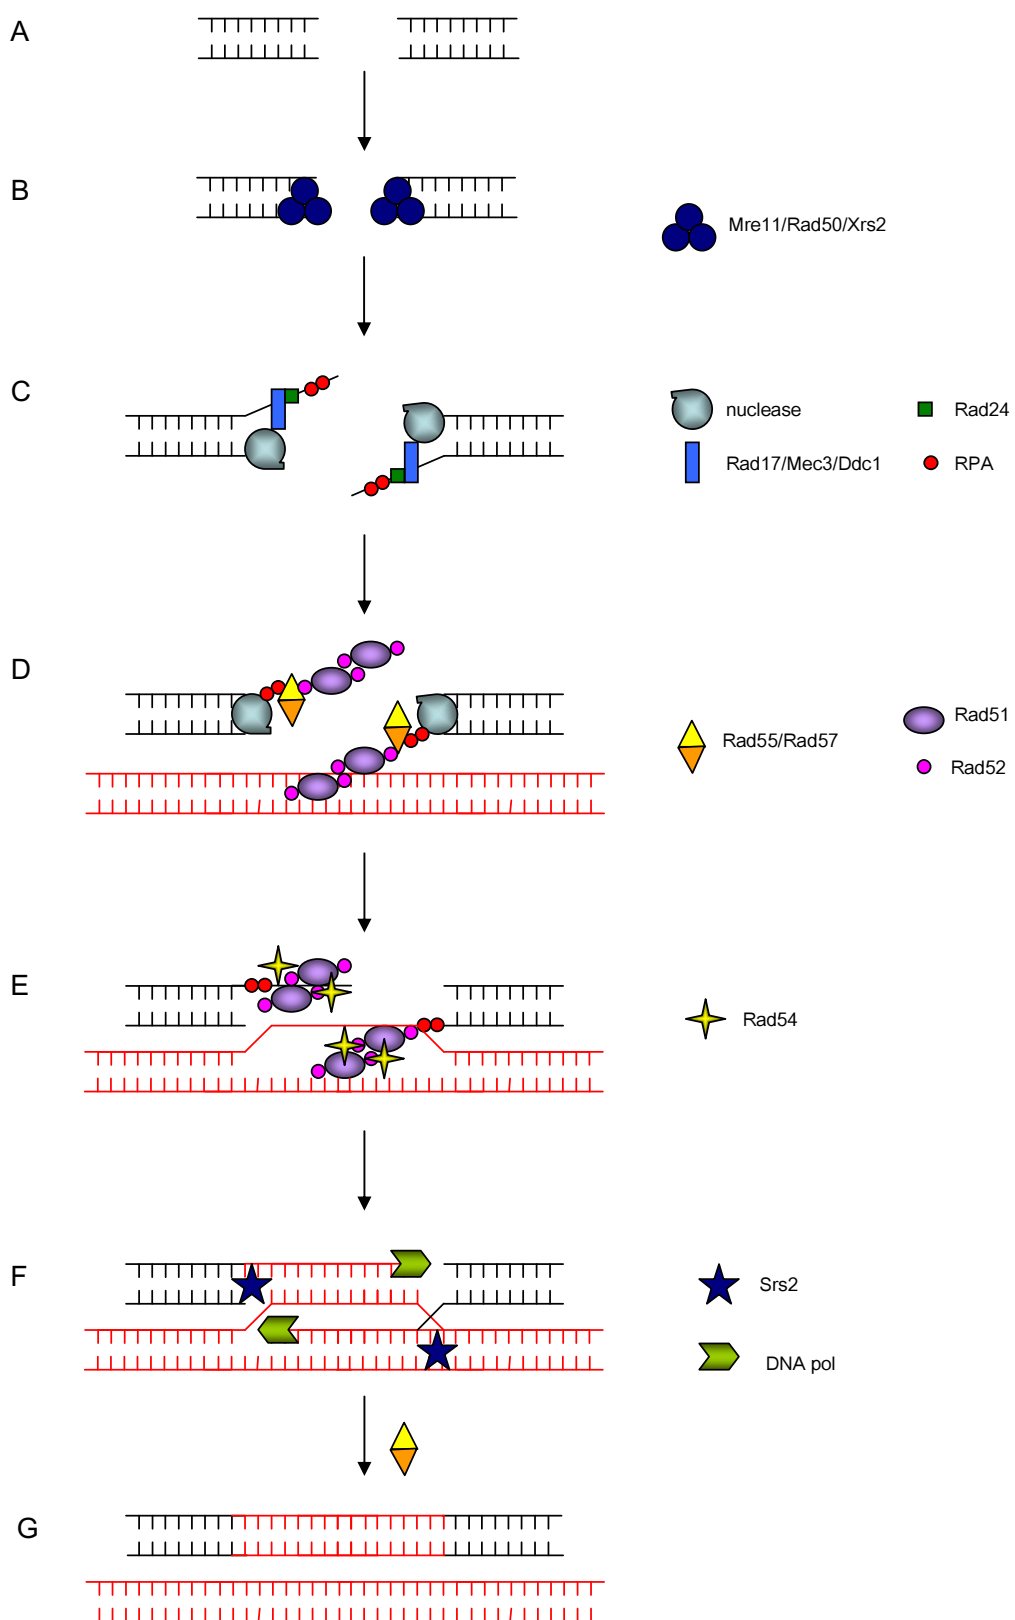 A
B
Mre11/Rad50/Xrs2
C
nuclease
Rad24
Rad17/Mec3/Ddc1
RPA
D
Rad55/Rad57
Rad51
Rad52
E
Rad54
F
Srs2
DNA pol
G